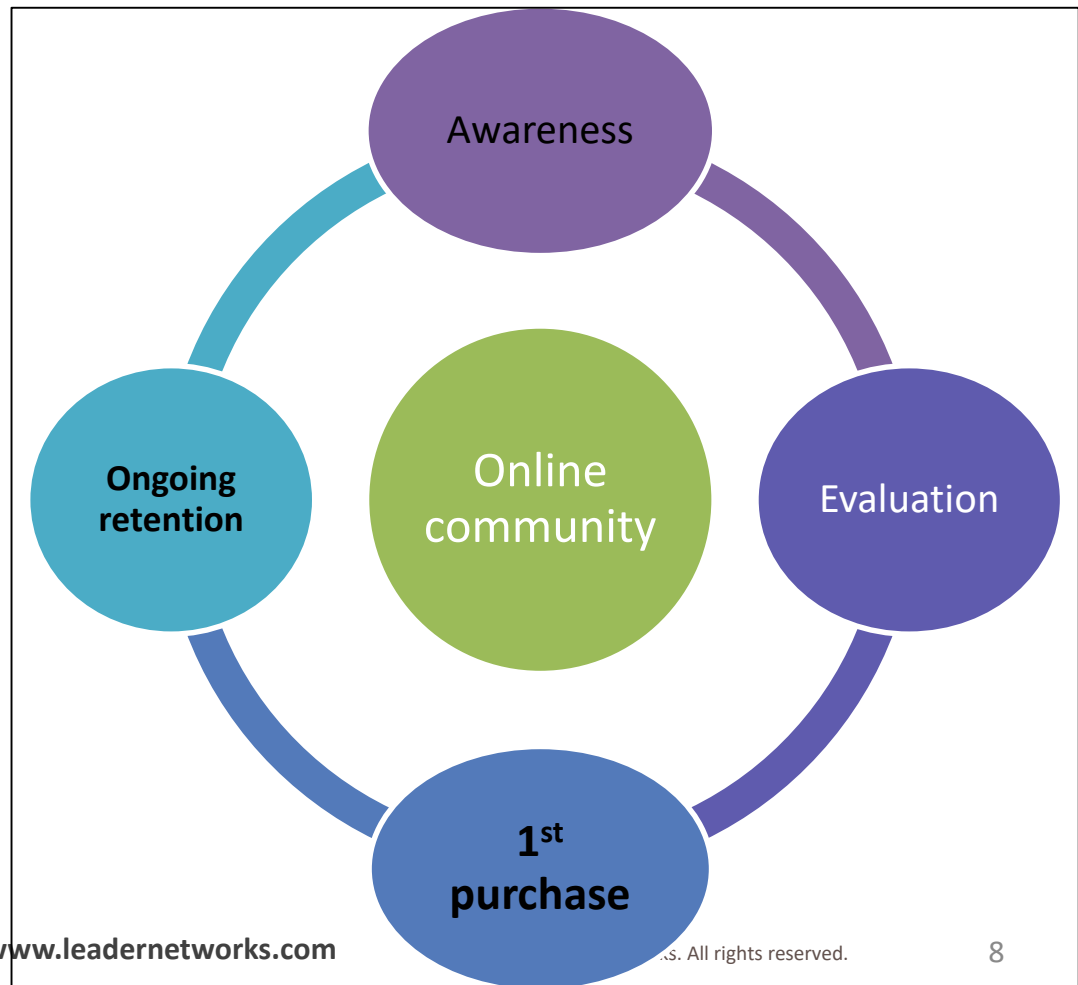 Awareness
Online
community
Ongoing
retention
Evaluation
1st
purchase
www.leadernetworks.com
All rights reserved.
8